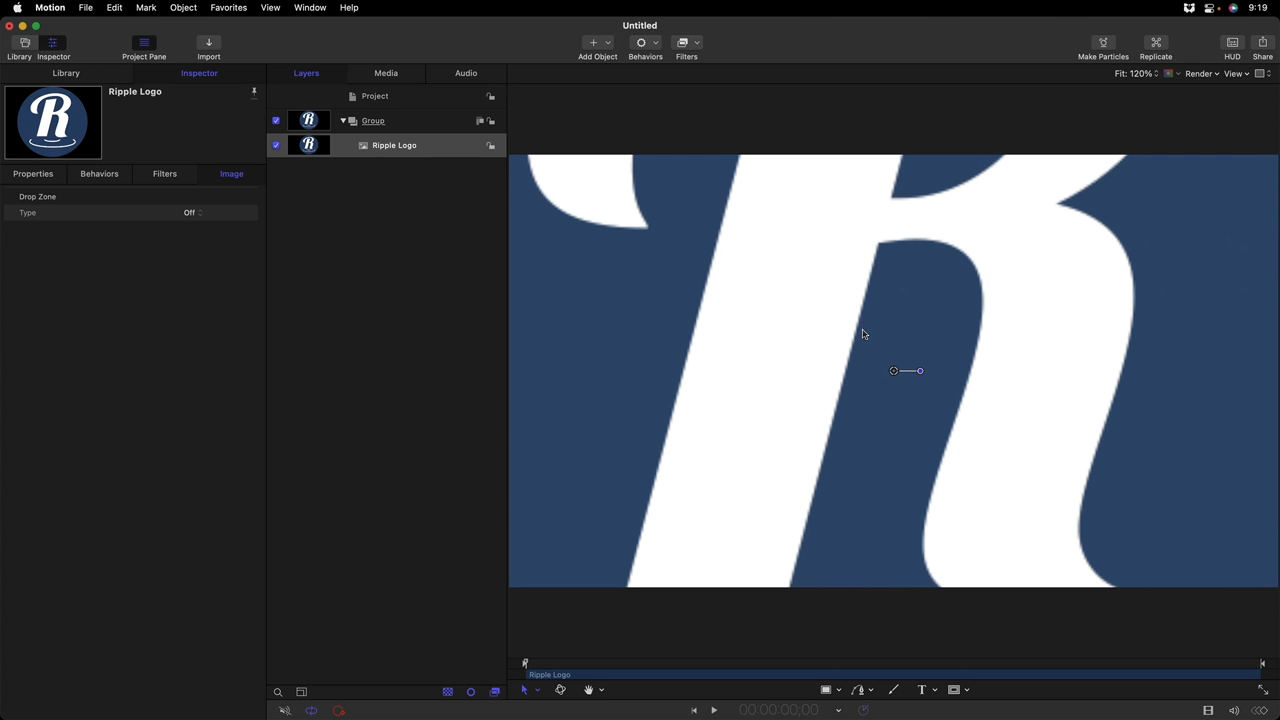 Motion File Edit Mark Object Favorites View Window Help 9:19
Untitled
Library Inspector Project Pane Import Add Object Behaviors Filters Make Particles Replicate HUD Share
Library Inspector Layers Media Audio Fit: 120% Render View
R Ripple Logo
Project
Group
Ripple Logo
Properties Behaviors Filters Image
Drop Zone
Type Off
R
Ripple Logo
T
00:00:00;00